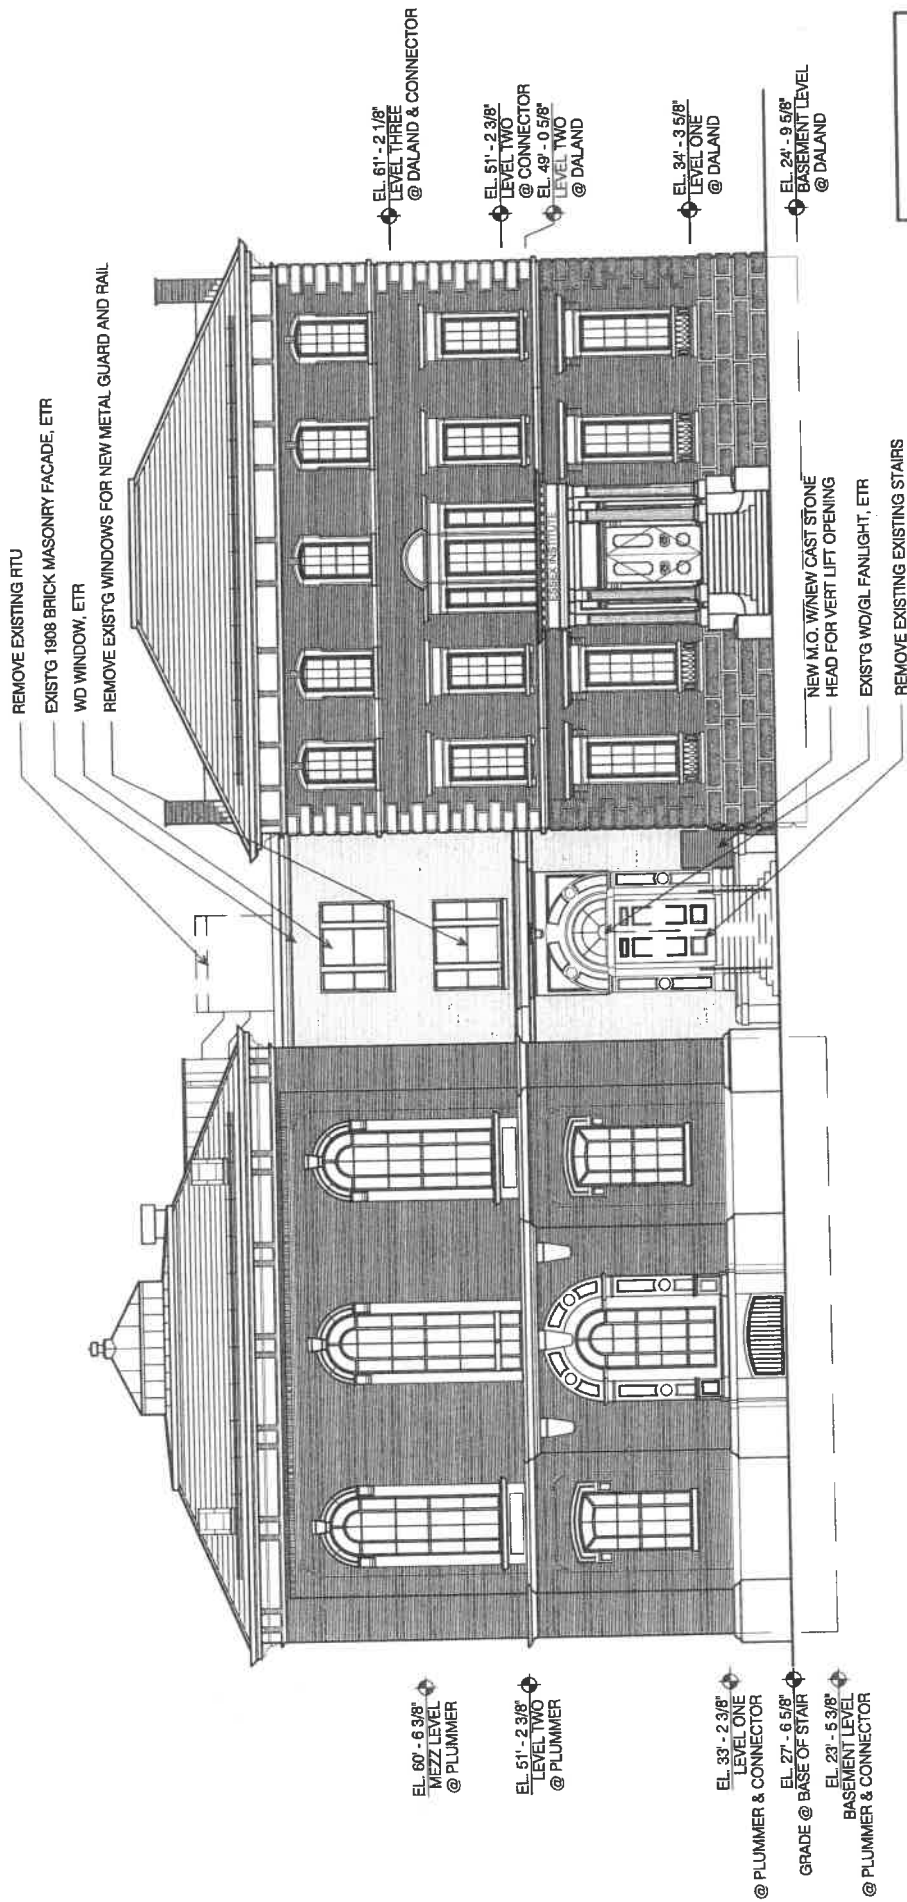 REMOVE EXISTING RTU
EXIST'G 1908 BRICK MASONRY FACADE, ETR
WD WINDOW, ETR
REMOVE EXIST'G WINDOWS FOR NEW METAL GUARD AND RAIL
EL. 61' - 2 1/8"
LEVEL THREE
@ DALAND & CONNECTOR
EL. 51' - 2 3/8"
LEVEL TWO
@ CONNECTOR
EL. 49' - 0 5/8"
LEVEL TWO
@ DALAND
EL. 34' - 3 5/8"
LEVEL ONE
@ DALAND
EL. 24' - 9 5/8"
BASEMENT LEVEL
@ DALAND
ESSEX INSTITUTE
EL. 60' - 6 3/8"
MEZZ LEVEL
@ PLUMMER
EL. 51' - 2 3/8"
LEVEL TWO
@ PLUMMER
EL. 33' - 2 3/8"
LEVEL ONE
@ PLUMMER & CONNECTOR
EL. 27' - 6 5/8"
GRADE @ BASE OF STAIR
EL. 23' - 5 3/8"
BASEMENT LEVEL
@ PLUMMER & CONNECTOR
NEW M.O. W/NEW CAST STONE
HEAD FOR VERT LIFT OPENING
EXIST'G WD/GL FANLIGHT, ETR
REMOVE EXISTING EXISTING STAIRS